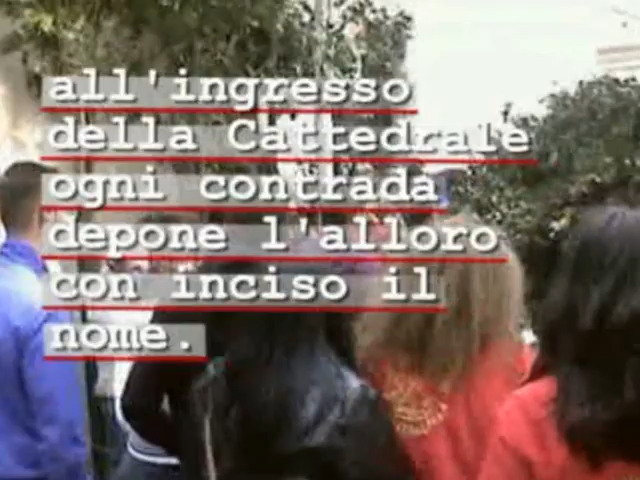 all'ingresso
della Cattedrale
ogni contrada
depone l'alloro
con inciso il
nome.